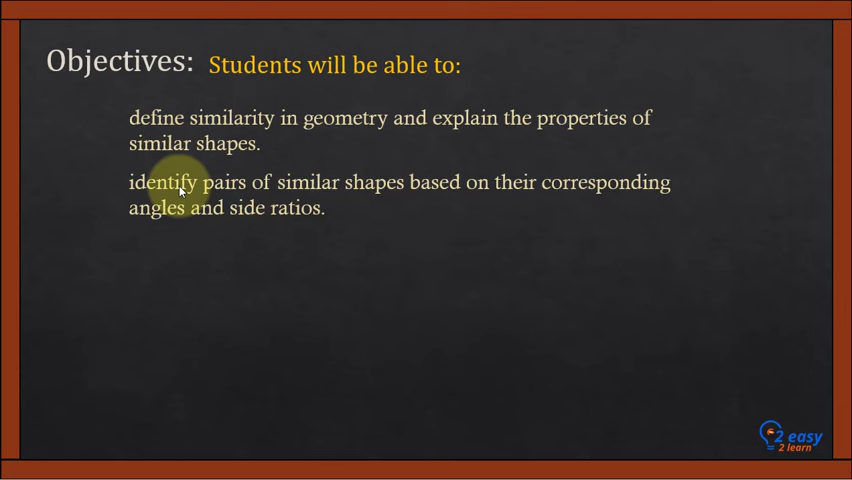 Objectives: Students will be able to:
define similarity in geometry and explain the properties of
similar shapes.
identify pairs of similar shapes based on their corresponding
angles and side ratios.
2 easy
2 learn